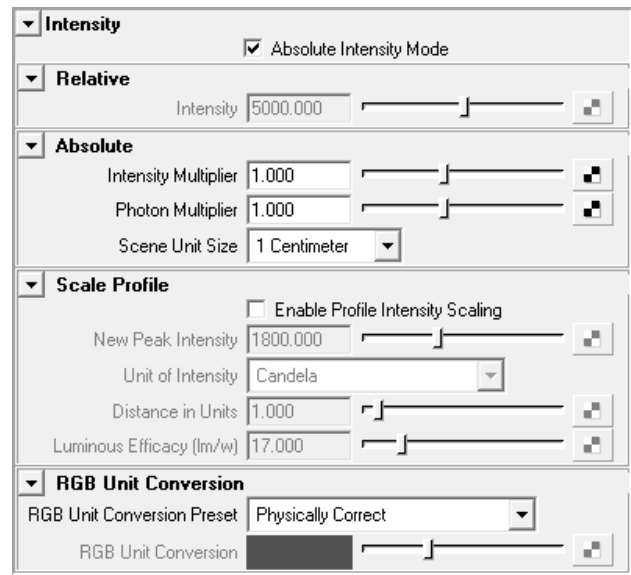 Intensity
Absolute Intensity Mode
Relative
Intensity 5000.000
Absolute
Intensity Multiplier 1.000
Photon Multiplier 1.000
Scene Unit Size 1 Centimeter
Scale Profile
Enable Profile Intensity Scaling
New Peak Intensity 1800.000
Unit of Intensity Candela
Distance in Units 1.000
Luminous Efficacy (lm/w) 17.000
RGB Unit Conversion
RGB Unit Conversion Preset Physically Correct
RGB Unit Conversion